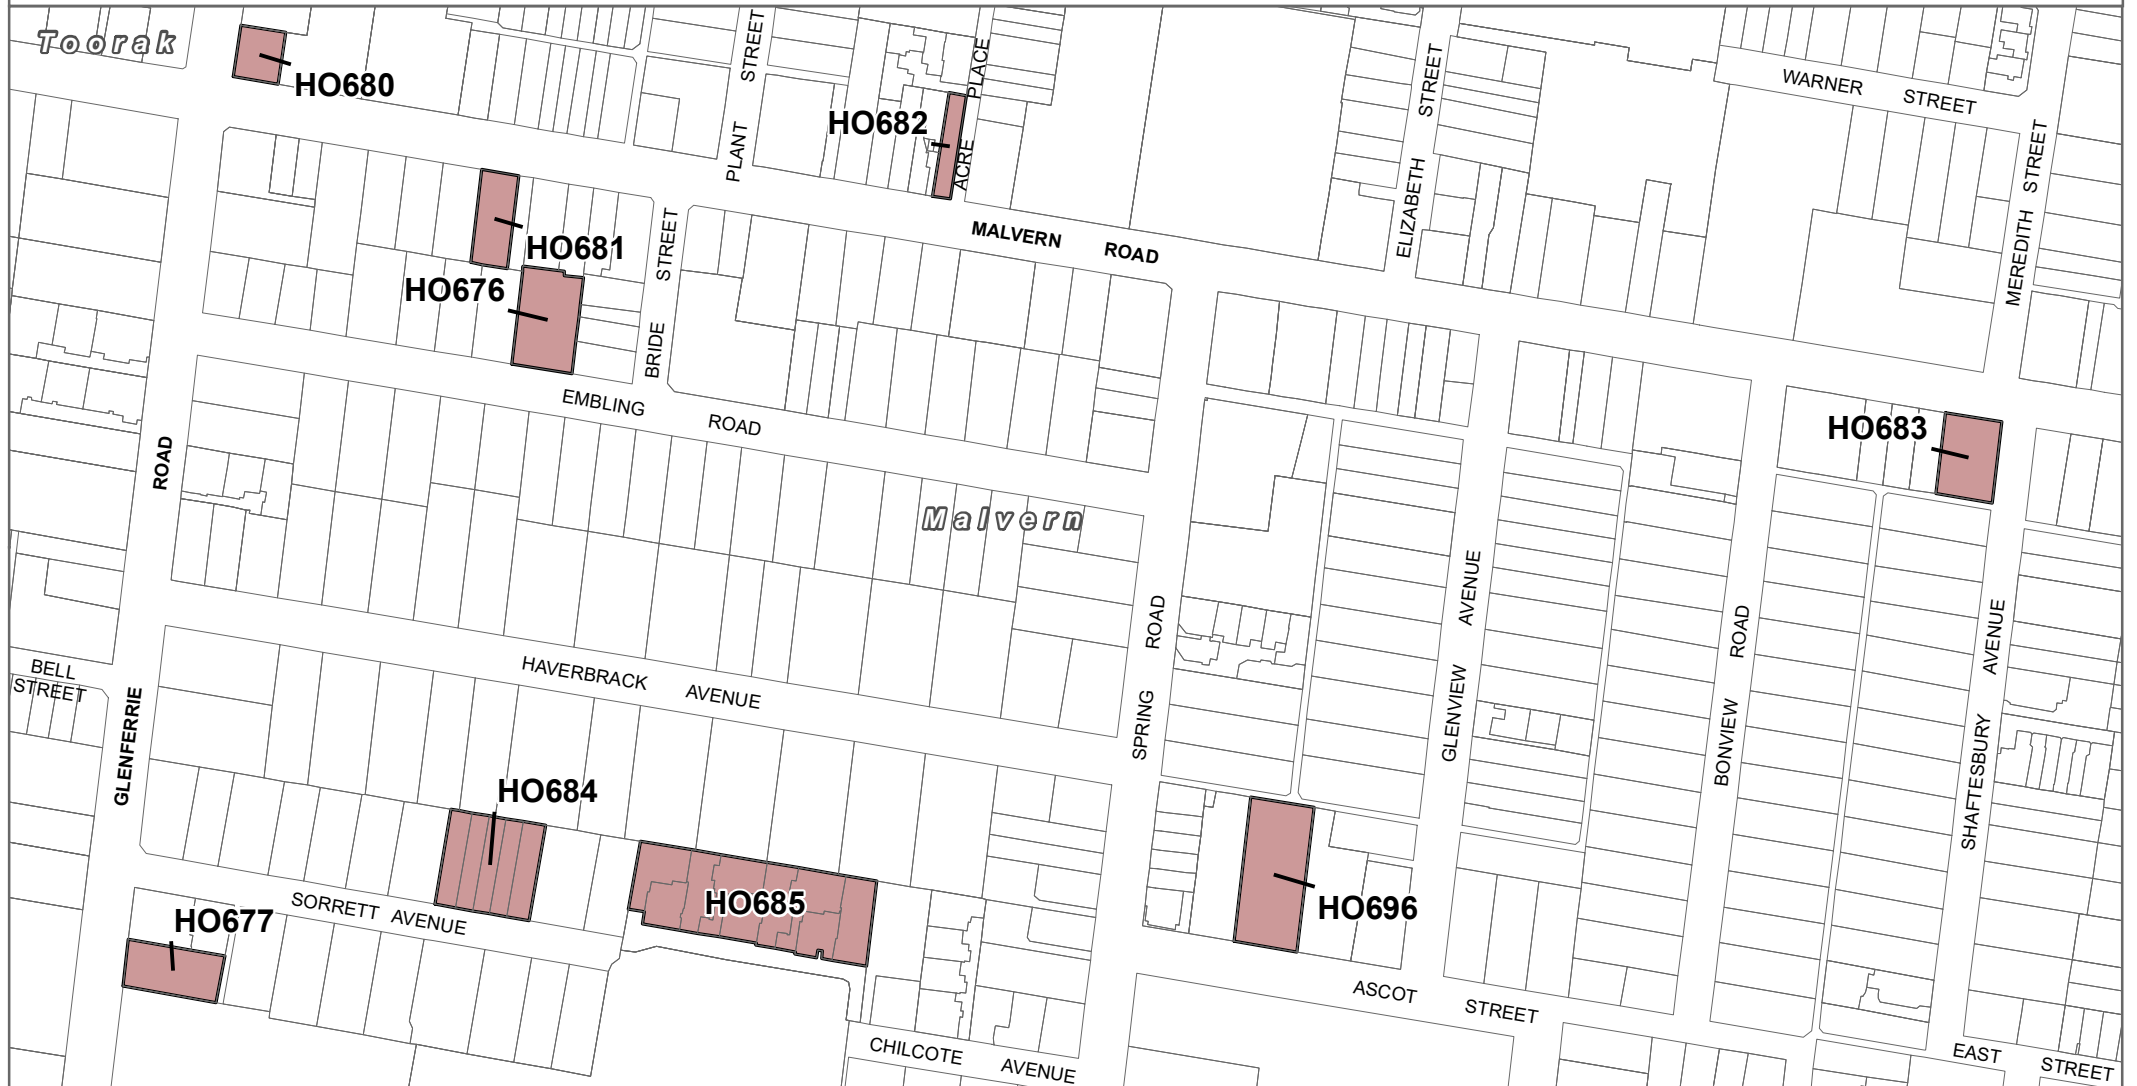 Toorak
HO680
PLANT STREET
HO682
ACRE PLACE
ELIZABETH STREET
WARNER STREET
MEREDITH STREET
HO681
HO676
BRIDE STREET
MALVERN ROAD
EMBLING ROAD
HO683
Malvern
GLENFERRIE ROAD
BELL
STREET
HAVERBRACK AVENUE
SPRING ROAD
GLENVIEW AVENUE
BONVIEW ROAD
SHAFTESBURY AVENUE
HO684
HO685
HO696
HO677
SORRETT AVENUE
ASCOT STREET
CHILCOTE AVENUE
EAST STREET